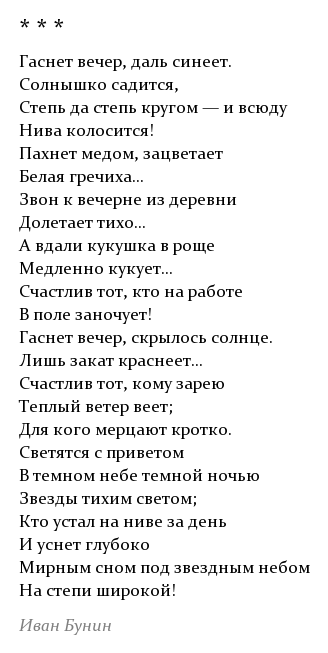 * * *
Гаснет вечер, даль синеет.
Солнышко садится,
Степь да степь кругом — и всюду
Нива колосится!
Пахнет медом, зацветает
Белая гречиха...
Звон к вечерне из деревни
Долетает тихо...
А вдали кукушка в роще
Медленно кукует...
Счастлив тот, кто на работе
В поле заночует!
Гаснет вечер, скрылось солнце.
Лишь закат краснеет...
Счастлив тот, кому зарею
Теплый ветер веет;
Для кого мерцают кротко.
Светятся с приветом
В темном небе темной ночью
Звезды тихим светом;
Кто устал на ниве за день
И уснет глубоко
Мирным сном под звездным небом
На степи широкой!
Иван Бунин